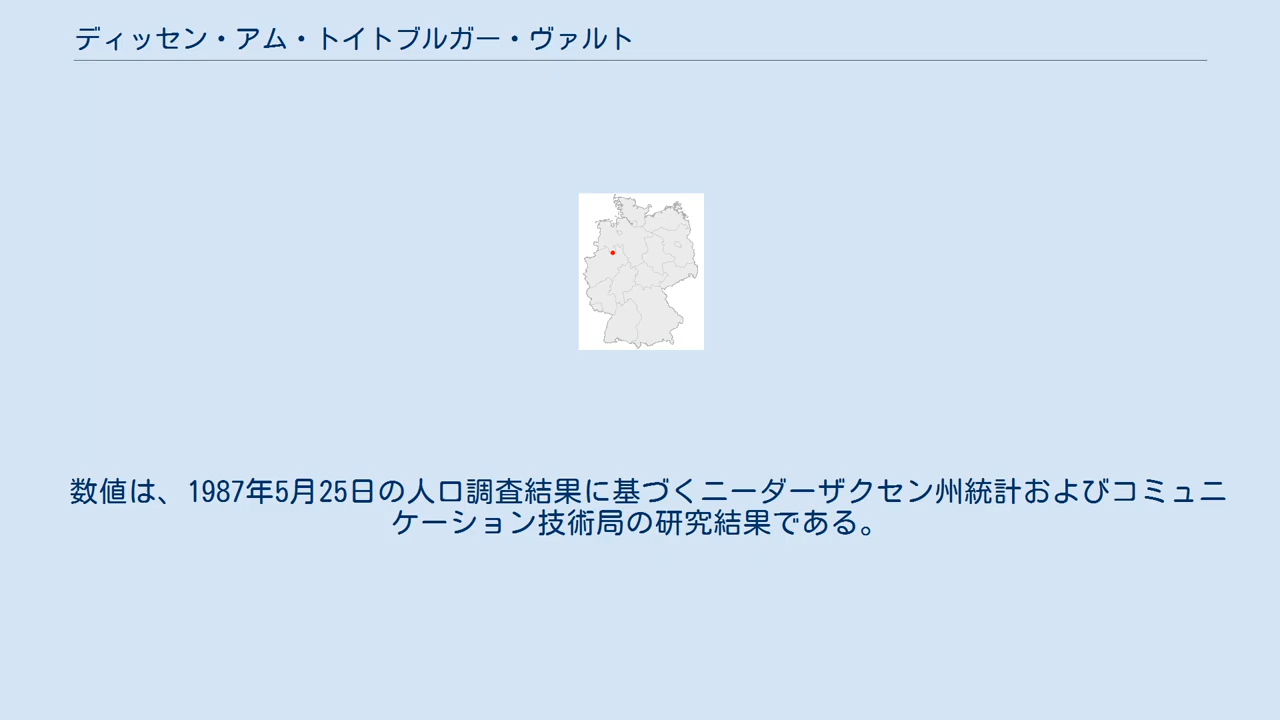 ディッセン・アム・トイトブルガー・ヴァルト
数値は、1987年5月25日の人口調査結果に基づくニーダーザクセン州統計およびコミュニ
ケーション技術局の研究結果である。